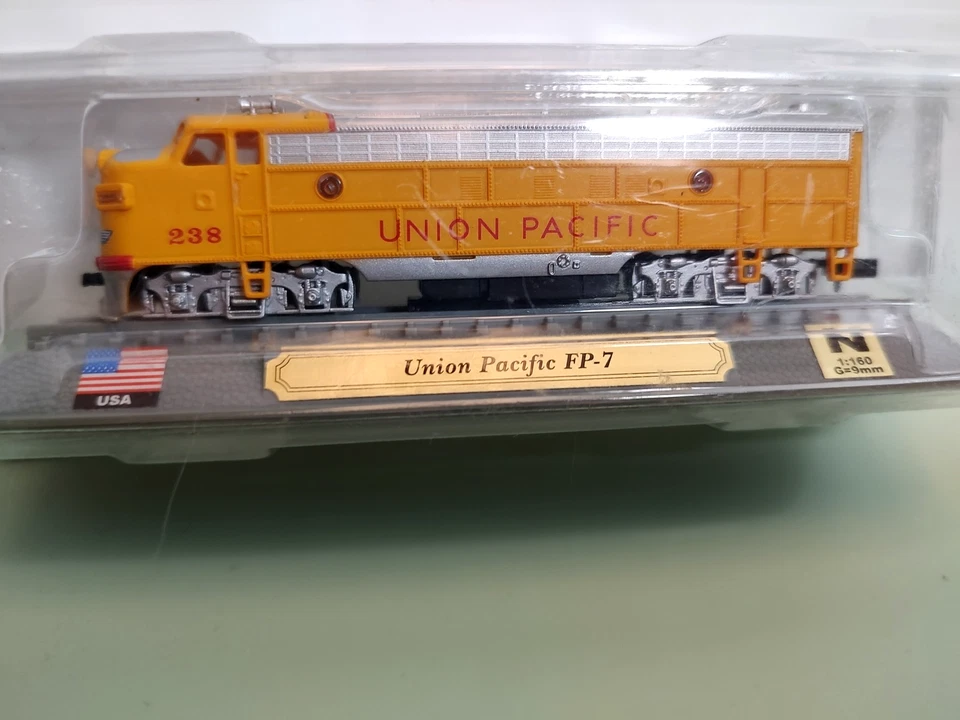 238
UNION PACIFIC
USA
Union Pacific FP-7
N
1:160
G=9mm